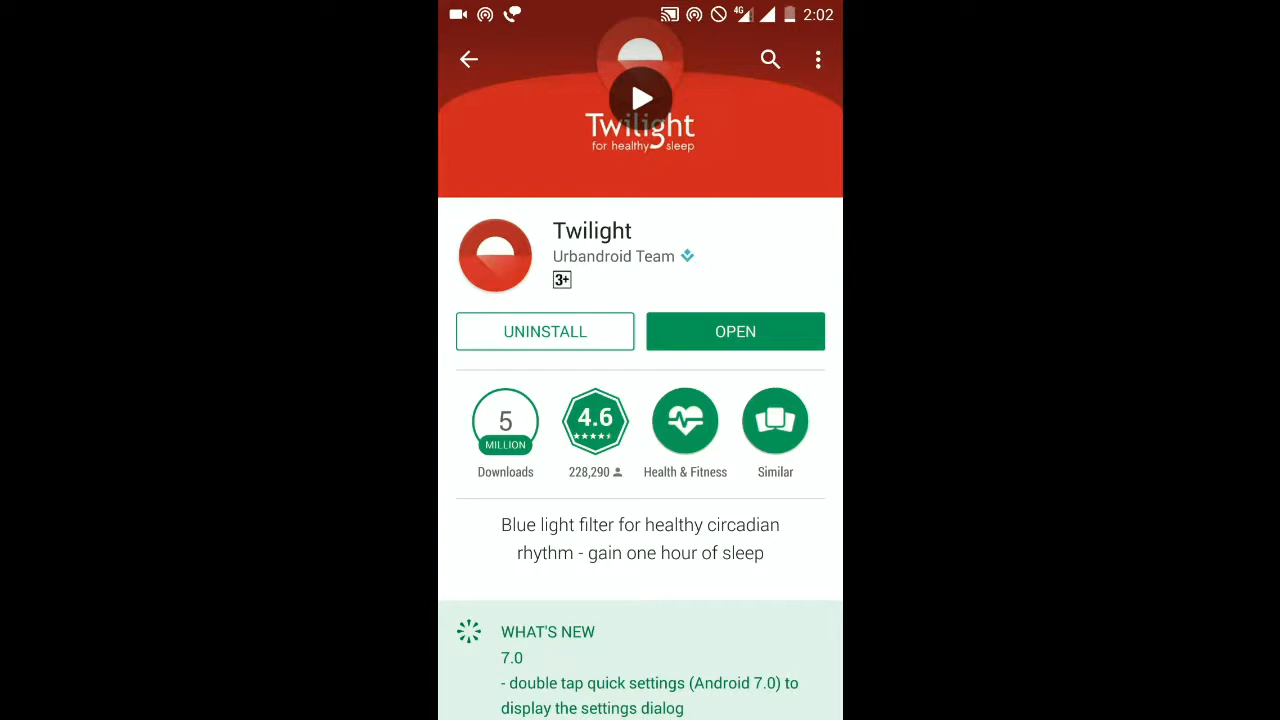 4G 2:02
Twilight
for healthy sleep
Twilight
Urbandroid Team
3+
UNINSTALL
OPEN
5
MILLION
Downloads
4.6
228,290
Health & Fitness
Similar
Blue light filter for healthy circadian
rhythm - gain one hour of sleep
WHAT'S NEW
7.0
- double tap quick settings (Android 7.0) to
display the settings dialog